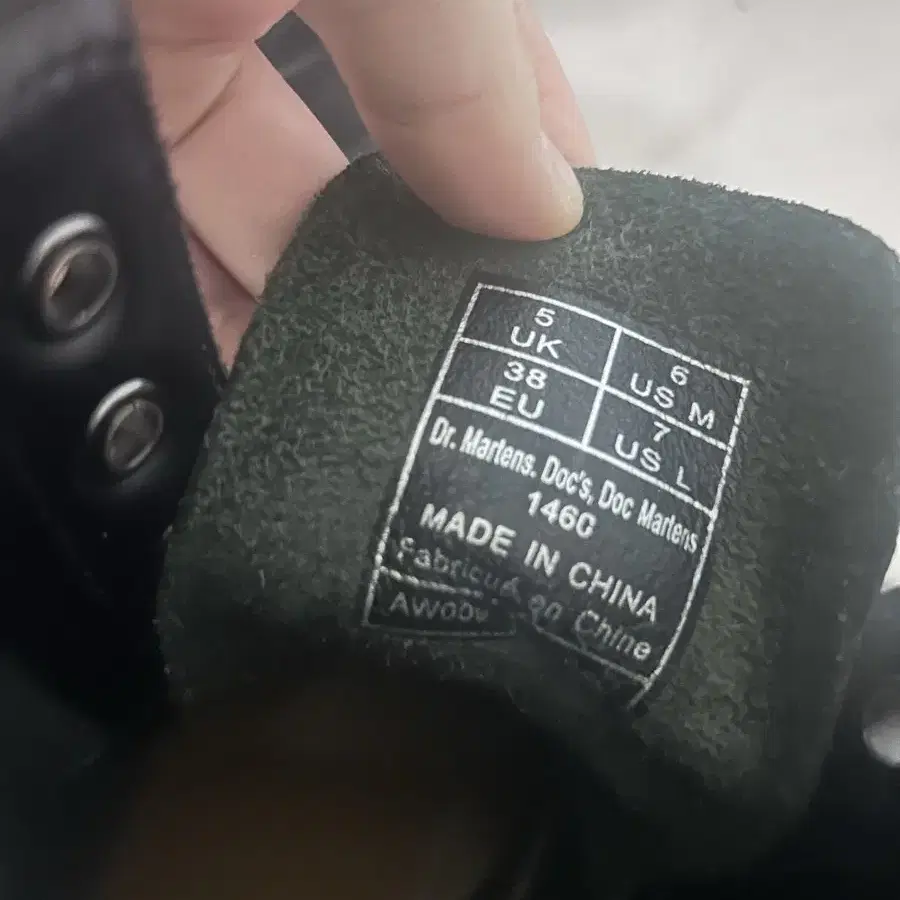 5
UK
6
US M
38
EU
7
US L
Dr. Martens. Doc's, Doc Martens
1460
MADE IN CHINA
en Chine